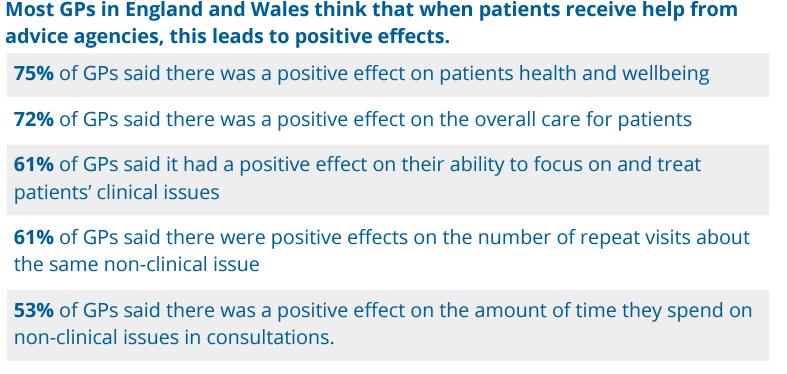 Most GPs in England and Wales think that when patients receive help from
advice agencies, this leads to positive effects.
75% of GPs said there was a positive effect on patients health and wellbeing
72% of GPs said there was a positive effect on the overall care for patients
61% of GPs said it had a positive effect on their ability to focus on and treat
patients’ clinical issues
61% of GPs said there were positive effects on the number of repeat visits about
the same non-clinical issue
53% of GPs said there was a positive effect on the amount of time they spend on
non-clinical issues in consultations.